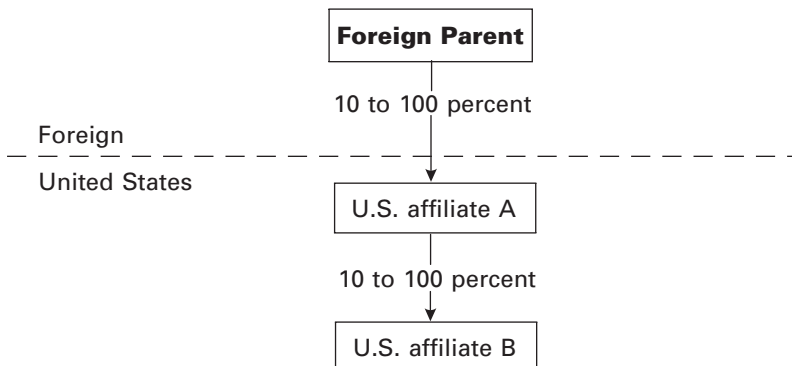 Foreign Parent
10 to 100 percent
Foreign
United States
U.S. affiliate A
10 to 100 percent
U.S. affiliate B